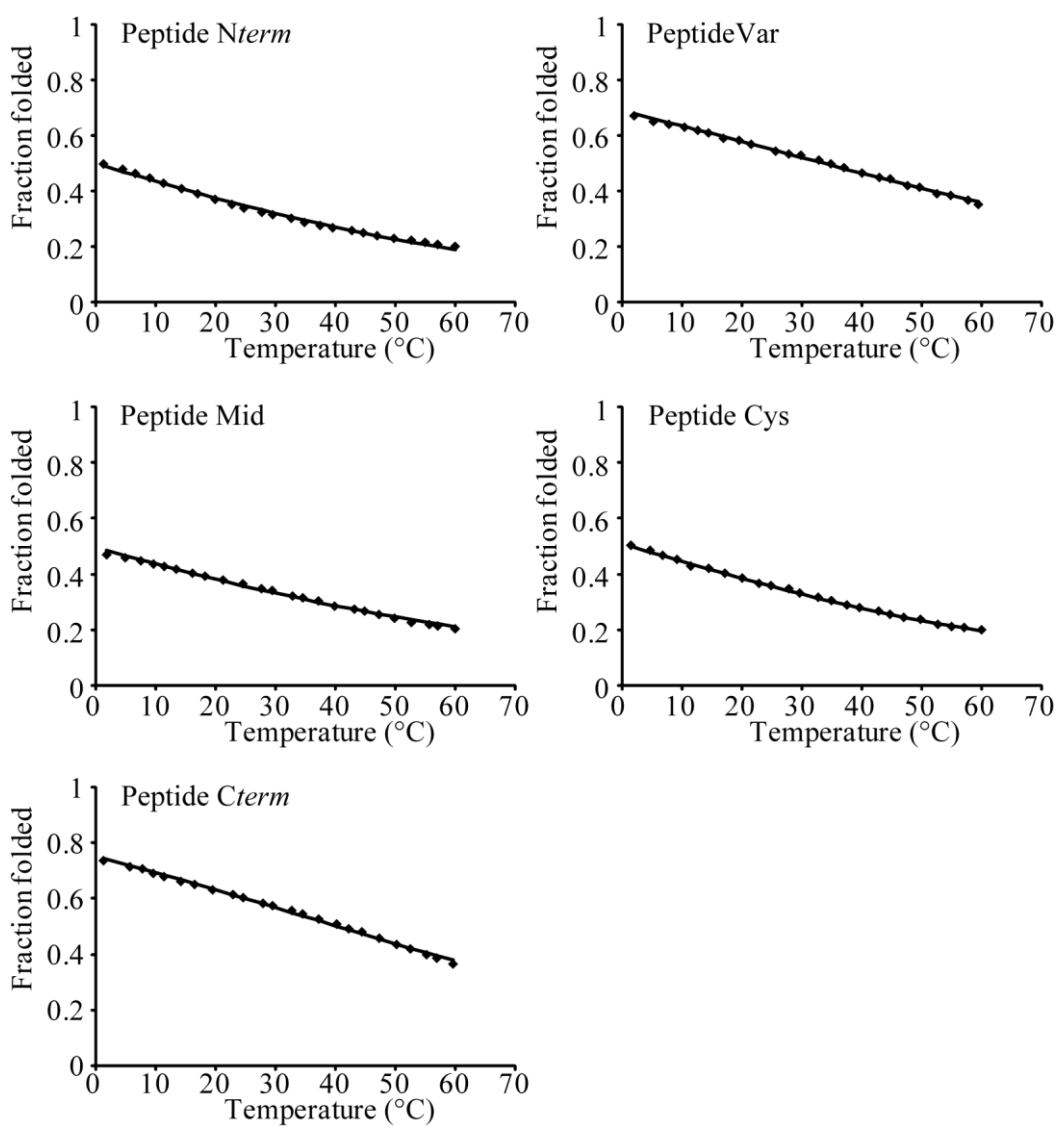 Peptide Nterm
Fraction folded
1
0.8
0.6
0.4
0.2
0
0 10 20 30 40 50 60 70
Temperature (°C)
PeptideVar
Fraction folded
1
0.8
0.6
0.4
0.2
0
0 10 20 30 40 50 60 70
Temperature (°C)
Peptide Mid
Fraction folded
1
0.8
0.6
0.4
0.2
0
0 10 20 30 40 50 60 70
Temperature (°C)
Peptide Cys
Fraction folded
1
0.8
0.6
0.4
0.2
0
0 10 20 30 40 50 60 70
Temperature (°C)
Peptide Cterm
Fraction folded
1
0.8
0.6
0.4
0.2
0
0 10 20 30 40 50 60 70
Temperature (°C)